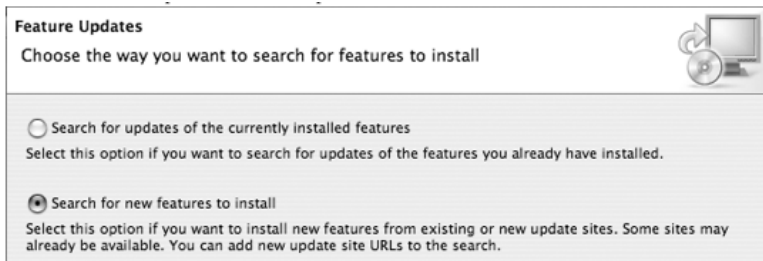 Feature Updates
Choose the way you want to search for features to install
Search for updates of the currently installed features
Select this option if you want to search for updates of the features you already have installed.
Search for new features to install
Select this option if you want to install new features from existing or new update sites. Some sites may
already be available. You can add new update site URLs to the search.